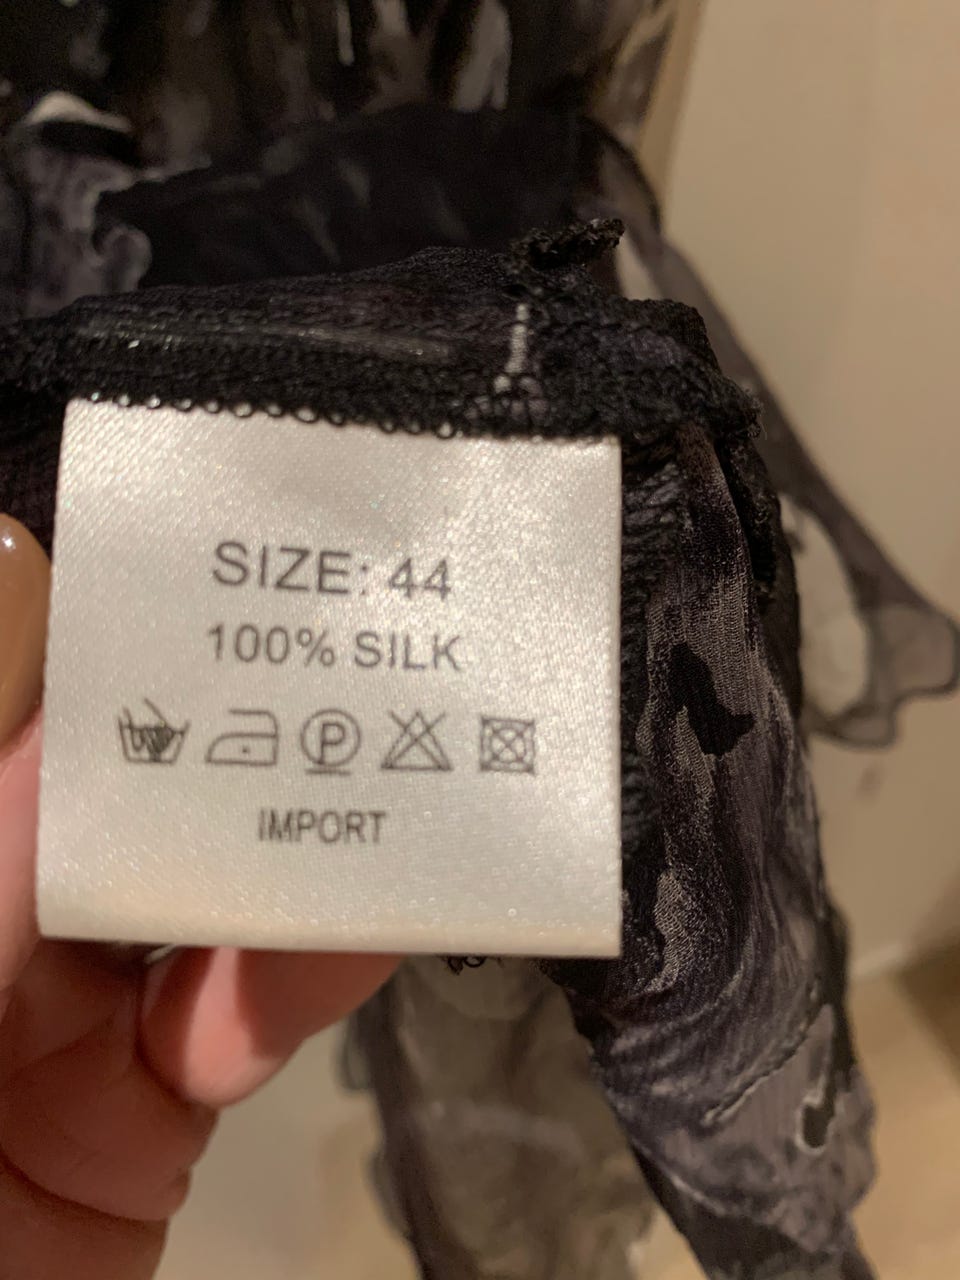 SIZE: 44
100% SILK
P
IMPORT